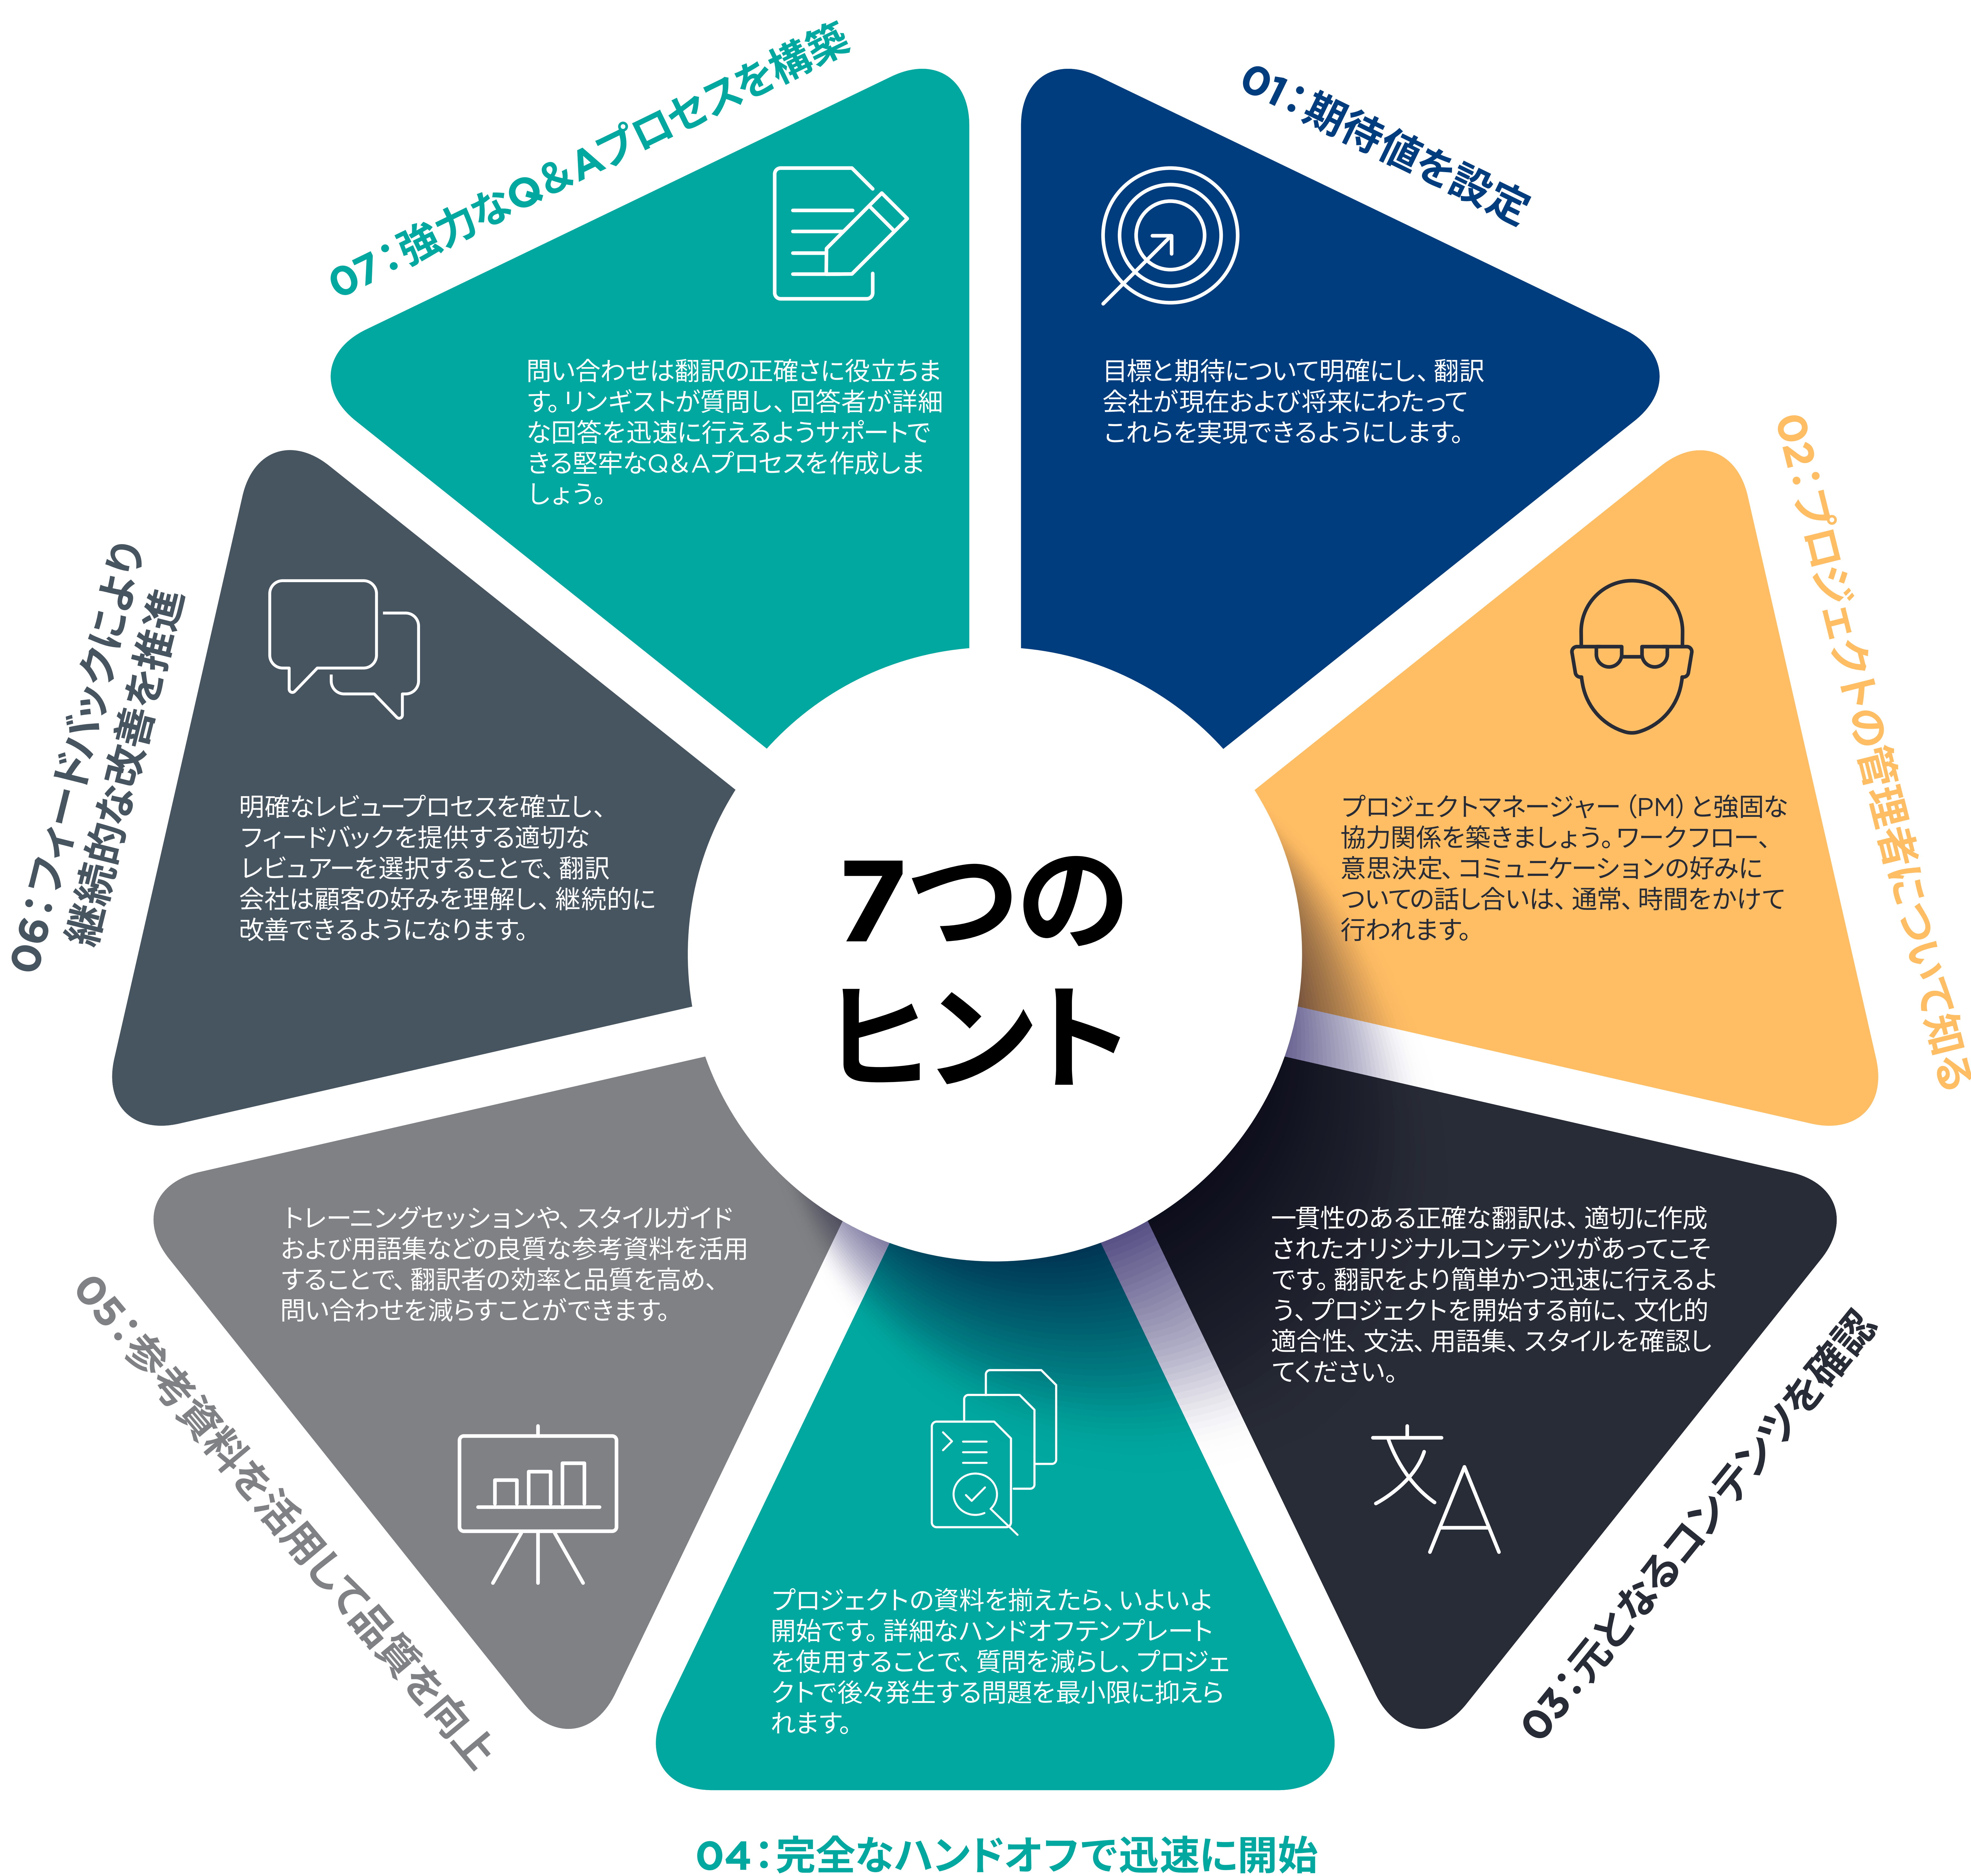 7つの
ヒント
01：期待値を設定
目標と期待について明確にし、翻訳
会社が現在および将来にわたって
これらを実現できるようにします。
02：プロジェクトの管理者について知る
プロジェクトマネージャー（PM）と強固な
協力関係を築きましょう。ワークフロー、
意思決定、コミュニケーションの好みに
ついての話し合いは、通常、時間をかけて
行われます。
03：元となるコンテンツを確認
一貫性のある正確な翻訳は、適切に作成
されたオリジナルコンテンツがあってこそ
です。翻訳をより簡単かつ迅速に行えるよ
う、プロジェクトを開始する前に、文化的
適合性、文法、用語集、スタイルを確認し
てください。
文A
04：完全なハンドオフで迅速に開始
プロジェクトの資料を揃えたら、いよいよ
開始です。詳細なハンドオフテンプレート
を使用することで、質問を減らし、プロジェ
クトで後々発生する問題を最小限に抑えら
れます。
05：参考資料を活用して品質を向上
トレーニングセッションや、スタイルガイド
および用語集などの良質な参考資料を活用
することで、翻訳者の効率と品質を高め、
問い合わせを減らすことができます。
06：フィードバックにより
継続的な改善を推進
明確なレビュープロセスを確立し、
フィードバックを提供する適切な
レビュアーを選択することで、翻訳
会社は顧客の好みを理解し、継続的に
改善できるようになります。
07：強力なQ&Aプロセスを構築
問い合わせは翻訳の正確さに役立ちま
す。リンギストが質問し、回答者が詳細
な回答を迅速に行えるようサポートで
きる堅牢なQ&Aプロセスを作成しま
しょう。